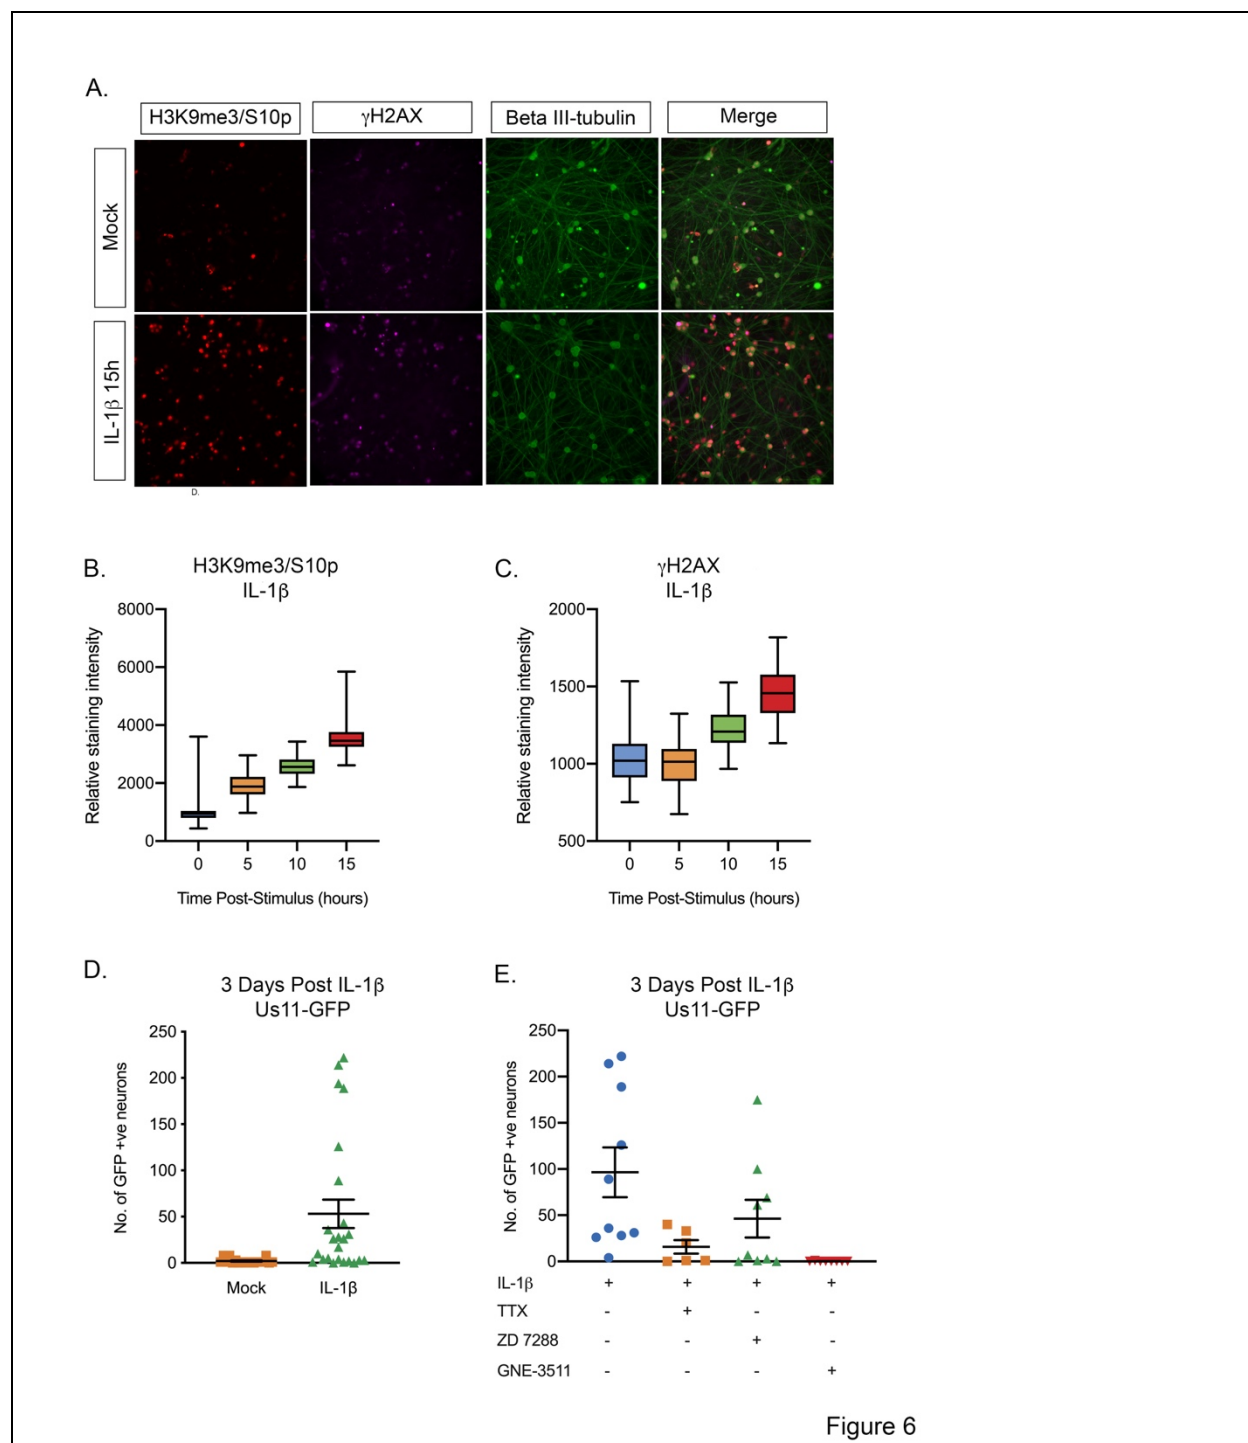 A.
H3K9me3/S10p γH2AX Beta III-tubulin Merge
Mock
IL-1β 15h
D.
B. H3K9me3/S10p
IL-1β
8000
6000
4000
2000
0
Relative staining intensity
0 5 10 15
Time Post-Stimulus (hours)
C. γH2AX
IL-1β
2000
1500
1000
500
Relative staining intensity
0 5 10 15
Time Post-Stimulus (hours)
D. 3 Days Post IL-1β
Us11-GFP
250
200
150
100
50
0
No. of GFP +ve neurons
Mock IL-1β
E. 3 Days Post IL-1β
Us11-GFP
250
200
150
100
50
0
No. of GFP +ve neurons
IL-1β + + + +
TTX - + - -
ZD 7288 - - + -
GNE-3511 - - - +
Figure 6